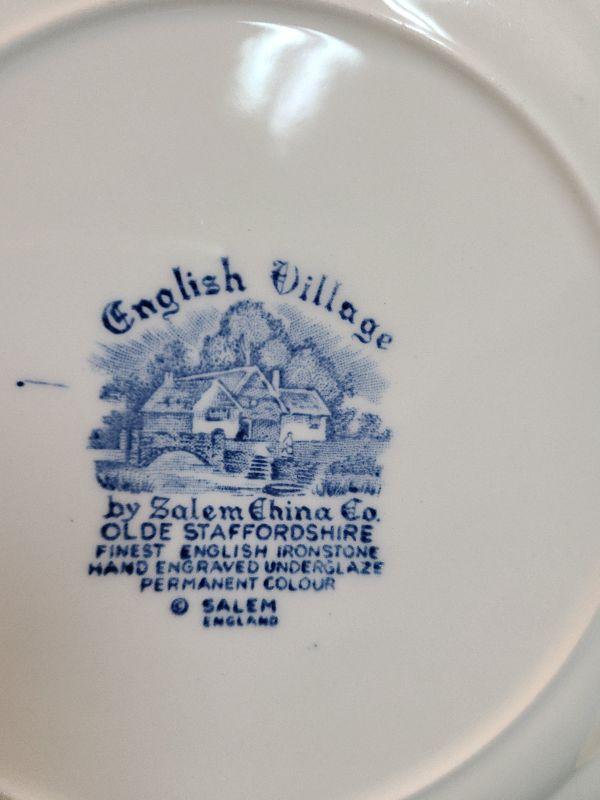 English Village
by Salem China Co.
OLDE STAFFORDSHIRE
FINEST ENGLISH IRONSTONE
HAND ENGRAVED UNDERGLAZE
PERMANENT COLOUR
© SALEM
ENGLAND